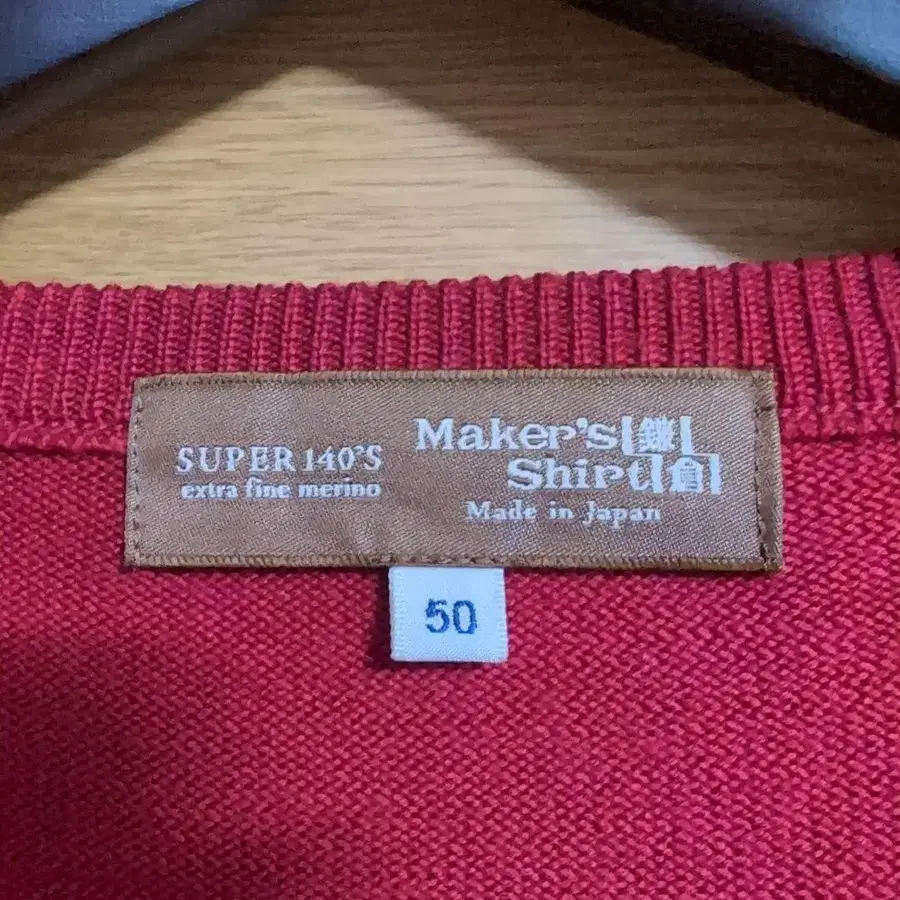 SUPER 140'S
extra fine merino
Maker's 鎌
Shirt 倉
Made in Japan
50